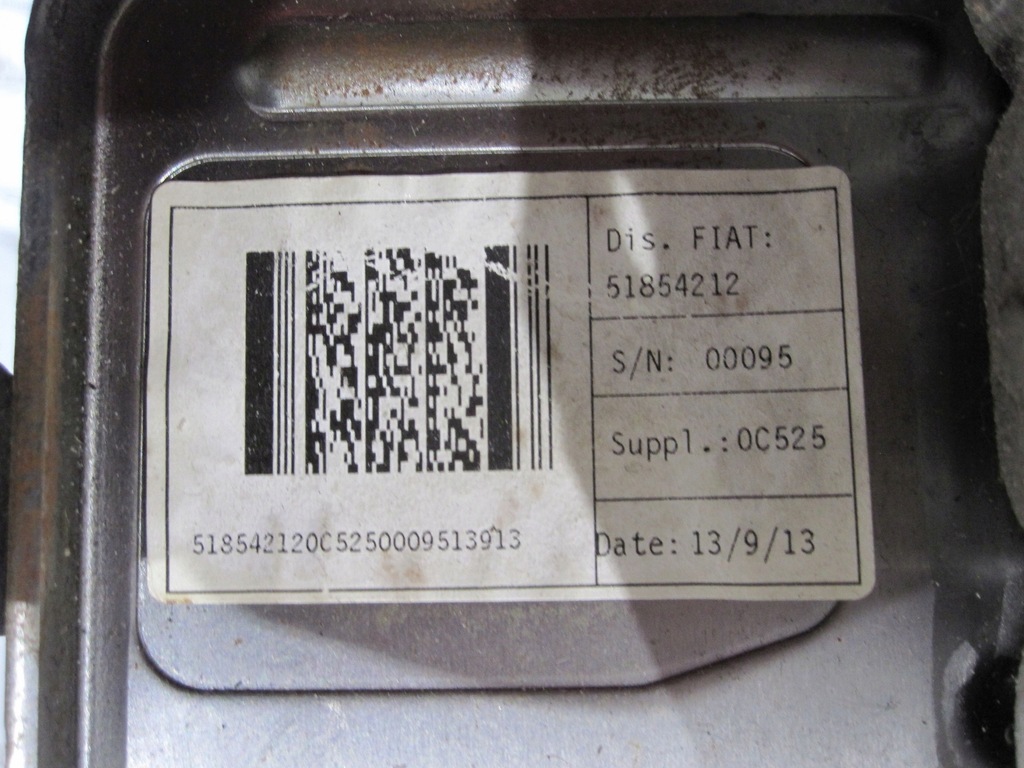 Dis. FIAT:
51854212
S/N: 00095
Suppl.:0C525
Date: 13/9/13
518542120C5250009513913